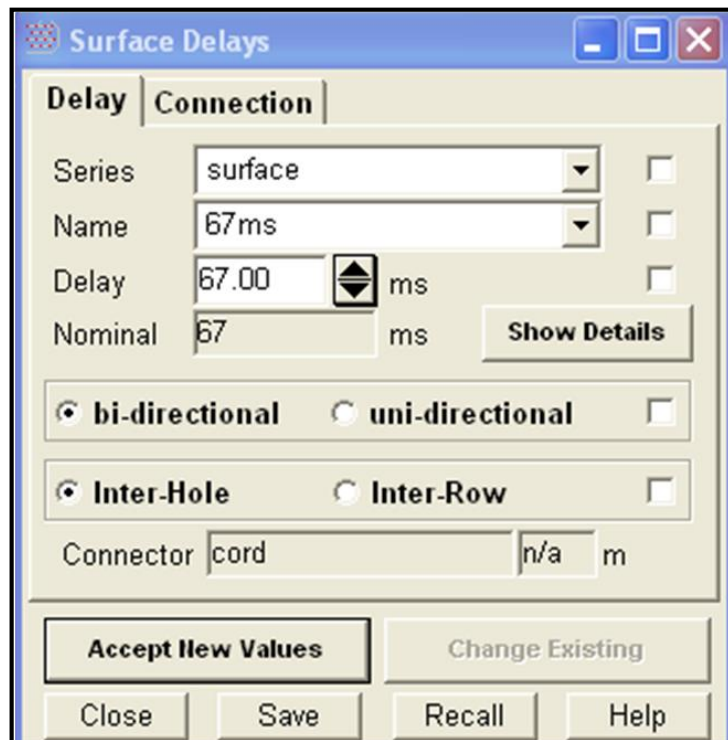 Surface Delays
Delay Connection
Series surface
Name 67ms
Delay 67.00 ms
Nominal 67 ms Show Details
bi-directional uni-directional
Inter-Hole Inter-Row
Connector cord n/a m
Accept New Values Change Existing
Close Save Recall Help